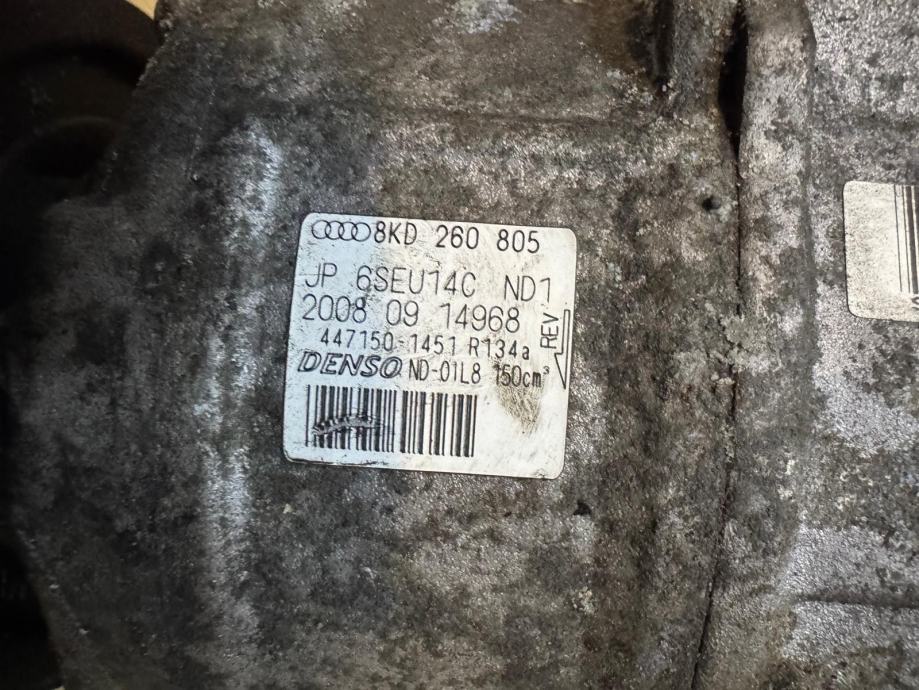 8KD 260 805
JP 6SEU14C ND1
2008 09 14968
447150-1451 R134a
DENSO ND-OIL8 150cm³
REV